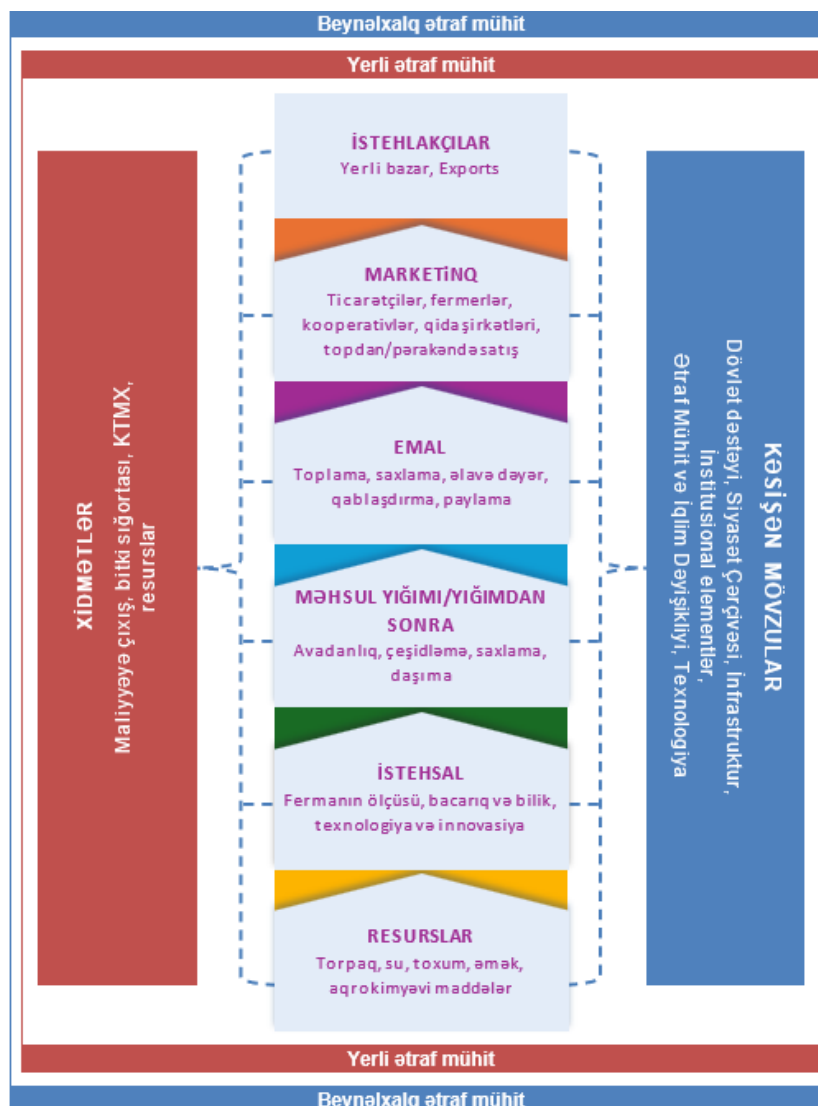 Beynəlxalq ətraf mühit
Yerli ətraf mühit
İSTEHLAKÇILAR
Yerli bazar, Exports
MARKETİNQ
Ticarətçilər, fermerlər,
kooperativlər, qida şirkətləri,
topdan/pərakəndə satış
EMAL
Toplama, saxlama, əlavə dəyər,
qablaşdırma, paylama
MƏHSUL YIĞIMI/YIĞIMDAN
SONRA
Avadanlıq, çeşidləmə, saxlama,
daşıma
İSTEHSAL
Fermanın ölçüsü, bacarıq və bilik,
texnologiya və innovasiya
RESURSLAR
Torpaq, su, toxum, əmək,
aqrokimyəvi maddələr
XİDMƏTLƏR
Maliyyəyə çıxış, bitki sığortası, KTMX,
resurslar
KƏSİŞƏN MÖVZULAR
Dövlət dəstəyi, Siyasət Çərçivəsi, İnfrastruktur,
İnstitusional elementlər,
Ətraf Mühit və İqlim Dəyişikliyi, Texnologiya
Yerli ətraf mühit
Beynəlxalq ətraf mühit